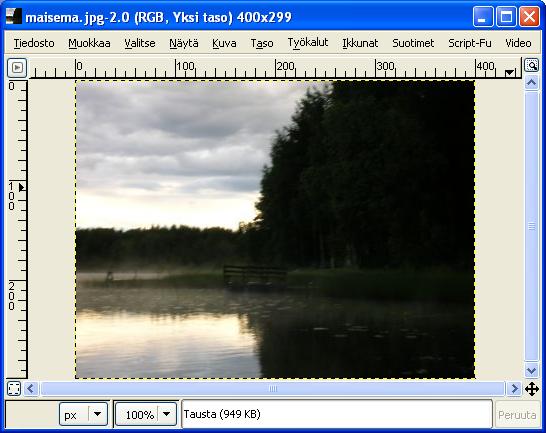 maisema.jpg-2.0 (RGB, Yksi taso) 400x299
Tiedosto Muokkaa Valitse Näytä Kuva Taso Työkalut Ikkunat Suotimet Script-Fu Video
0 100 200 300 400
0
100
200
px 100% Tausta (949 KB) Peruuta